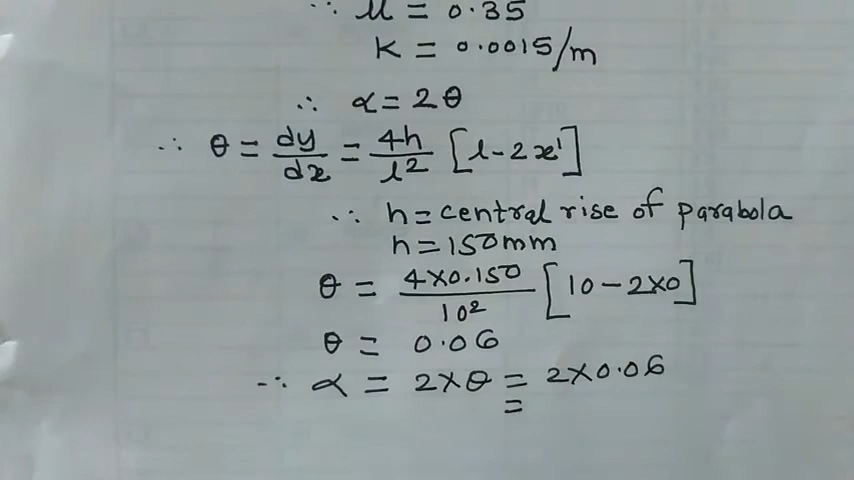 ∴ μ = 0.35
K = 0.0015/m
∴ α = 2θ
∴ θ = dy/dx = 4h/l² [l - 2x']
∴ h = central rise of parabola
h = 150mm
θ = 4×0.150/10² [10 - 2×0]
θ = 0.06
∴ α = 2×θ = 2×0.06
=